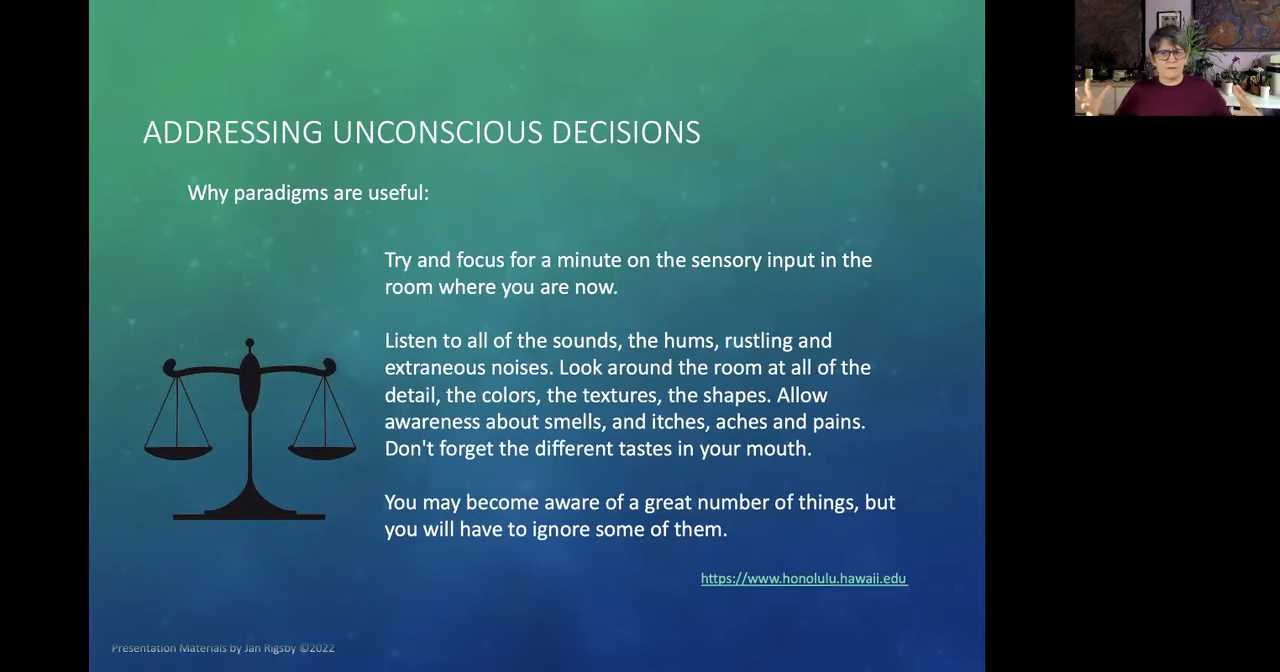 ADDRESSING UNCONSCIOUS DECISIONS
Why paradigms are useful:
Try and focus for a minute on the sensory input in the
room where you are now.
Listen to all of the sounds, the hums, rustling and
extraneous noises. Look around the room at all of the
detail, the colors, the textures, the shapes. Allow
awareness about smells, and itches, aches and pains.
Don't forget the different tastes in your mouth.
You may become aware of a great number of things, but
you will have to ignore some of them.
https://www.honolulu.hawaii.edu
Presentation Materials by Jan Rigsby ©2022